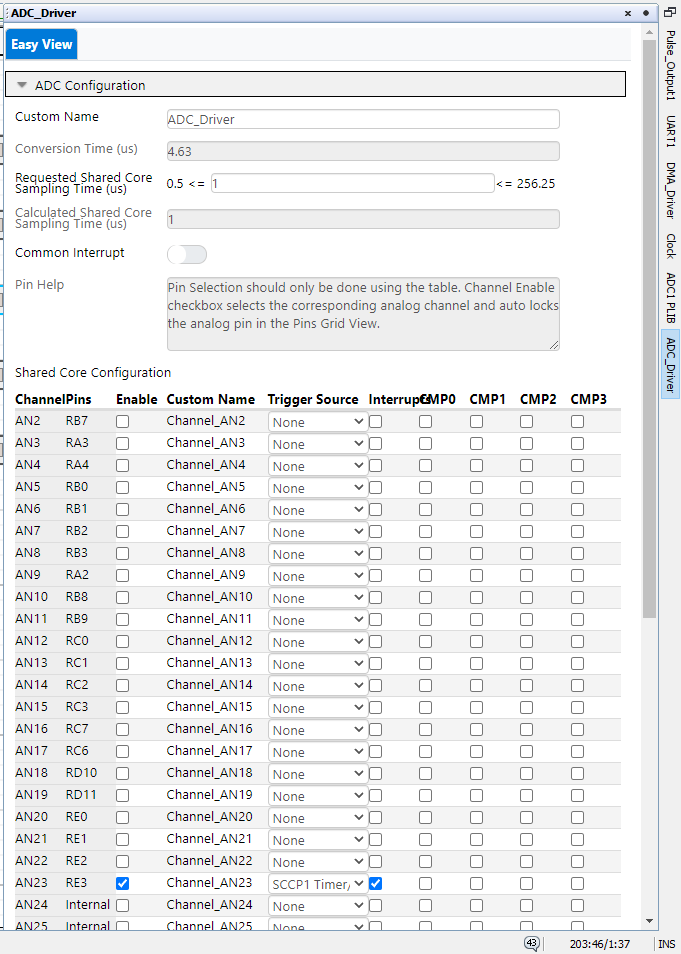 ADC_Driver
Easy View
ADC Configuration
Custom Name
ADC_Driver
Conversion Time (us)
4.63
Requested Shared Core
Sampling Time (us)
0.5 <= 1 <= 256.25
Calculated Shared Core
Sampling Time (us)
1
Common Interrupt
Pin Help
Pin Selection should only be done using the table. Channel Enable
checkbox selects the corresponding analog channel and auto locks
the analog pin in the Pins Grid View.
Shared Core Configuration
Channel Pins Enable Custom Name Trigger Source Interrupts CMP0 CMP1 CMP2 CMP3
AN2 RB7 Channel_AN2 None
AN3 RA3 Channel_AN3 None
AN4 RA4 Channel_AN4 None
AN5 RB0 Channel_AN5 None
AN6 RB1 Channel_AN6 None
AN7 RB2 Channel_AN7 None
AN8 RB3 Channel_AN8 None
AN9 RA2 Channel_AN9 None
AN10 RB8 Channel_AN10 None
AN11 RB9 Channel_AN11 None
AN12 RC0 Channel_AN12 None
AN13 RC1 Channel_AN13 None
AN14 RC2 Channel_AN14 None
AN15 RC3 Channel_AN15 None
AN16 RC7 Channel_AN16 None
AN17 RC6 Channel_AN17 None
AN18 RD10 Channel_AN18 None
AN19 RD11 Channel_AN19 None
AN20 RE0 Channel_AN20 None
AN21 RE1 Channel_AN21 None
AN22 RE2 Channel_AN22 None
AN23 RE3 Channel_AN23 SCCP1 Timer/
AN24 Internal Channel_AN24 None
AN25 Internal Channel_AN25 None
Pulse_Output1
UART1
DMA_Driver
Clock
ADC1 PLIB
ADC_Driver
43
203:46/1:37
INS